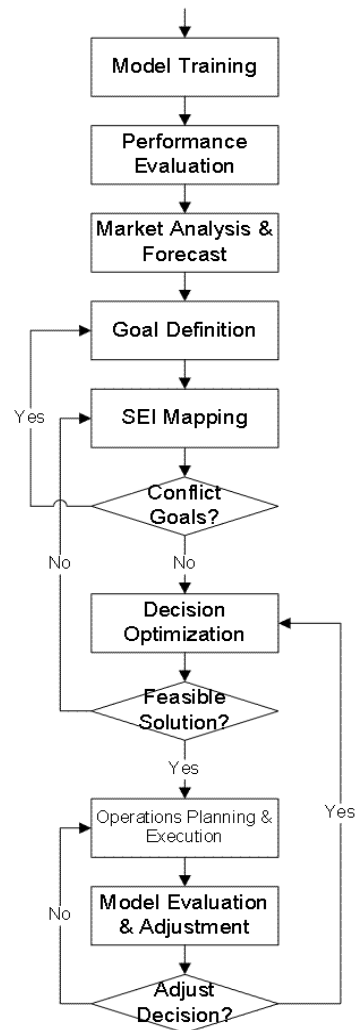 Model Training
Performance
Evaluation
Market Analysis &
Forecast
Goal Definition
Yes
SEI Mapping
Conflict
Goals?
No
No
Decision
Optimization
Feasible
Solution?
Yes
Yes
Operations Planning &
Execution
No
Model Evaluation
& Adjustment
Adjust
Decision?